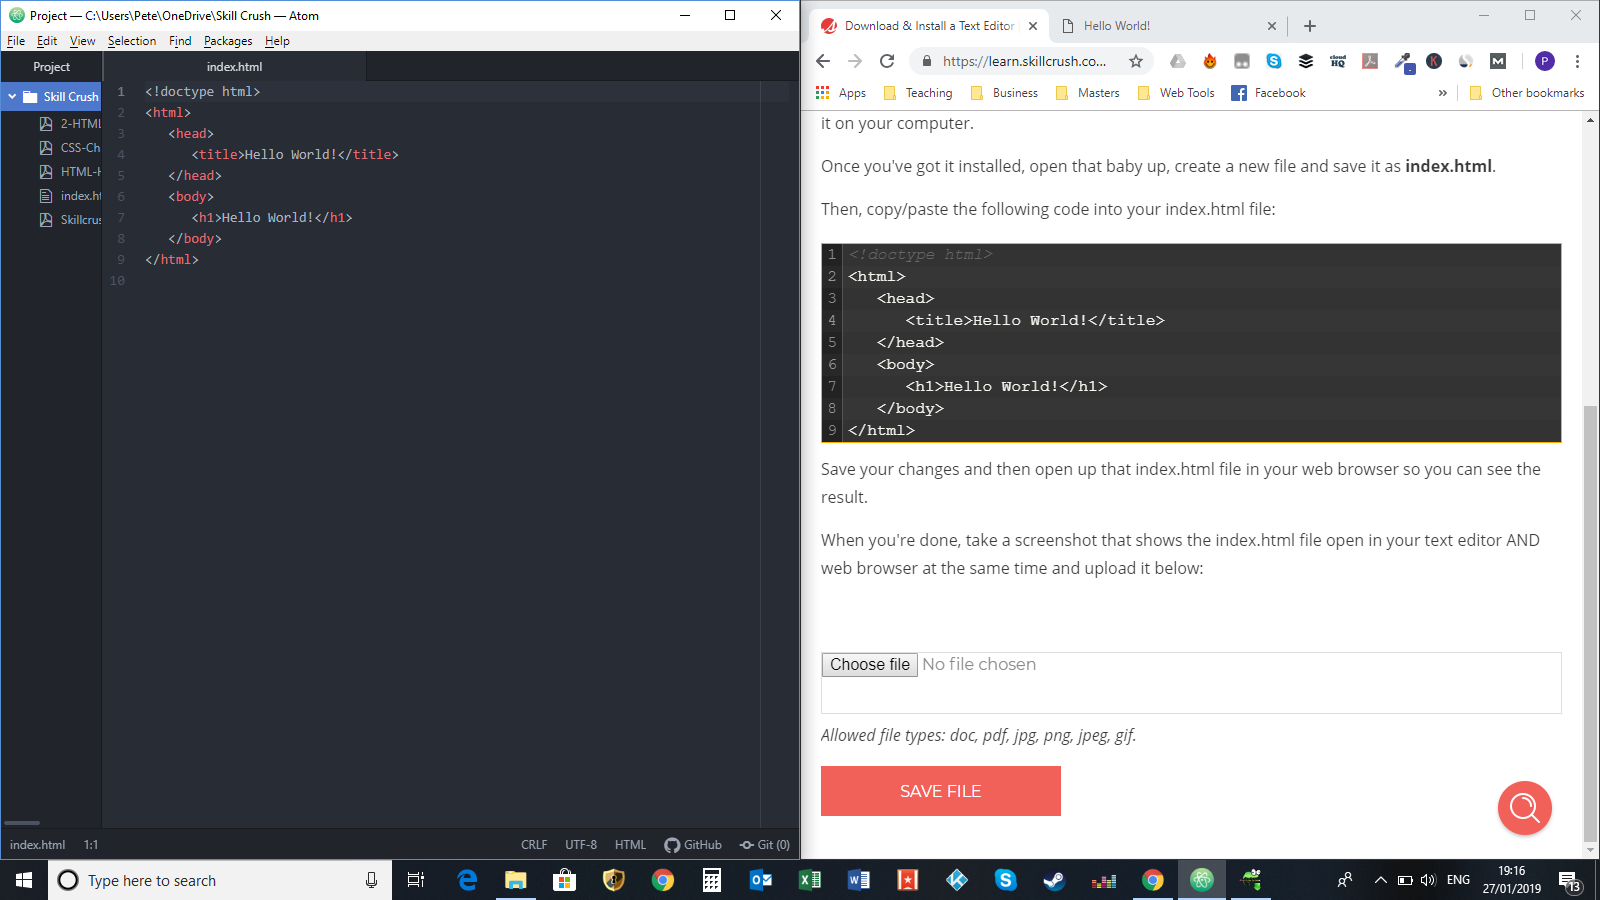 Project — C:\Users\Pete\OneDrive\Skill Crush — Atom
File Edit View Selection Find Packages Help
Project
index.html
Skill Crush
2-HTML
CSS-Ch
HTML-H
index.ht
Skillcrus
1 <!doctype html>
2 <html>
3 <head>
4 <title>Hello World!</title>
5 </head>
6 <body>
7 <h1>Hello World!</h1>
8 </body>
9 </html>
10
index.html 1:1 CRLF UTF-8 HTML GitHub Git (0)
Download & Install a Text Editor
Hello World!
https://learn.skillcrush.co...
cloud HQ
K
M
P
Apps Teaching Business Masters Web Tools Facebook » Other bookmarks
it on your computer.
Once you've got it installed, open that baby up, create a new file and save it as index.html.
Then, copy/paste the following code into your index.html file:
1 <!doctype html>
2 <html>
3 <head>
4 <title>Hello World!</title>
5 </head>
6 <body>
7 <h1>Hello World!</h1>
8 </body>
9 </html>
Save your changes and then open up that index.html file in your web browser so you can see the
result.
When you're done, take a screenshot that shows the index.html file open in your text editor AND
web browser at the same time and upload it below:
Choose file No file chosen
Allowed file types: doc, pdf, jpg, png, jpeg, gif.
SAVE FILE
Type here to search
ENG
19:16
27/01/2019
13